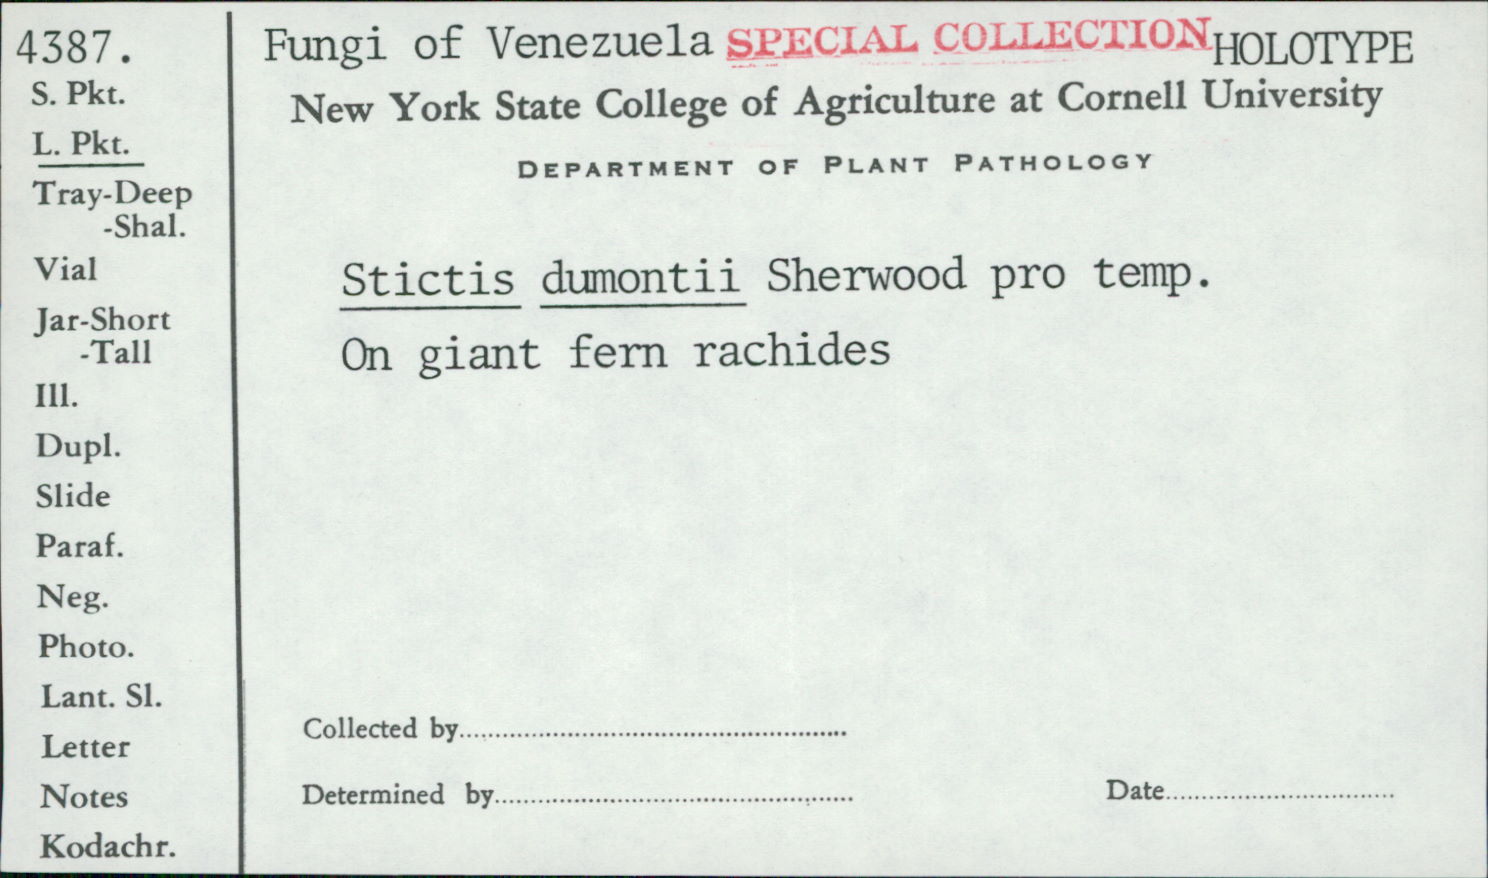 4387.
S. Pkt.
L. Pkt.
Tray-Deep
-Shal.
Vial
Jar-Short
-Tall
Ill.
Dupl.
Slide
Paraf.
Neg.
Photo.
Lant. Sl.
Letter
Notes
Kodachr.
Fungi of Venezuela SPECIAL COLLECTION HOLOTYPE
New York State College of Agriculture at Cornell University
DEPARTMENT OF PLANT PATHOLOGY
Stictis dumontii Sherwood pro temp.
On giant fern rachides
Collected by
Determined by
Date